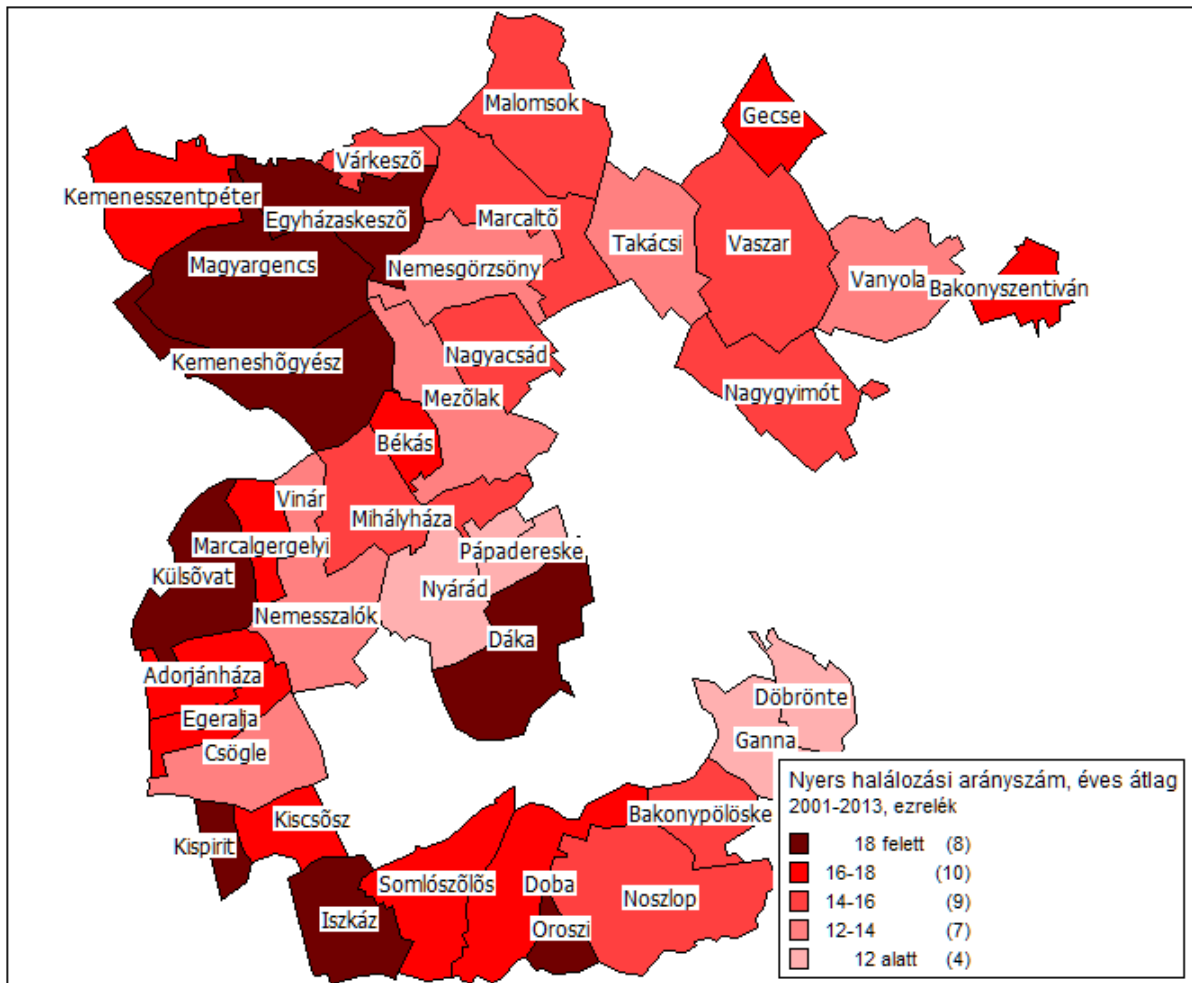 Malomsok
Gecse
Várkeszõ
Kemenesszentpéter
Egyházaskeszõ
Marcaltõ
Takácsi
Vaszar
Magyargencs
Nemesgörzsöny
Vanyola
Bakonyszentiván
Kemeneshõgyész
Nagyacsád
Nagygyimót
Mezõlak
Békás
Vinár
Mihályháza
Marcalgergelyi
Pápadereske
Külsõvat
Nyárád
Nemesszalók
Dáka
Adorjánháza
Döbrönte
Egeralja
Ganna
Csögle
Nyers halálozási arányszám, éves átlag
2001-2013, ezrelék
18 felett (8)
16-18 (10)
14-16 (9)
12-14 (7)
12 alatt (4)
Kiscsõsz
Bakonypölöske
Kispirit
Somlószõlõs
Doba
Noszlop
Iszkáz
Oroszi